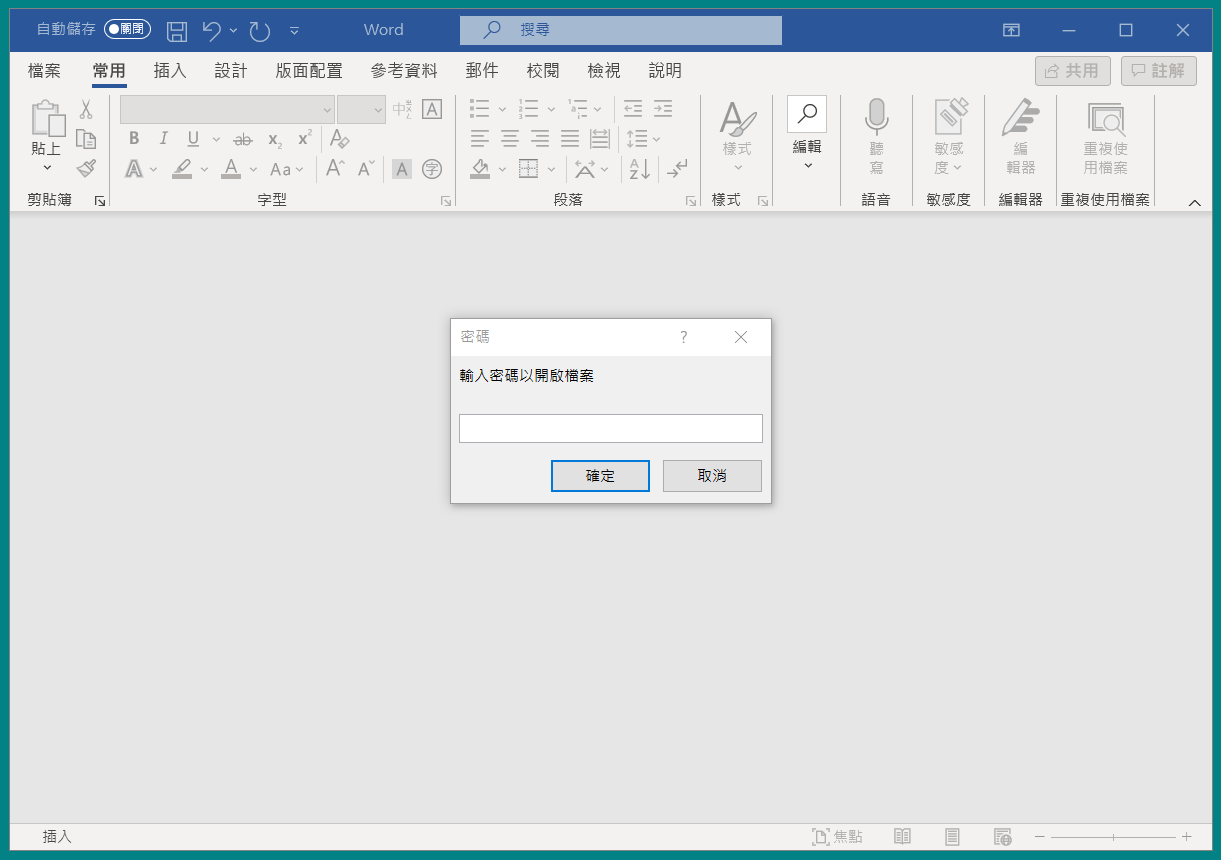 自動儲存 關閉 Word 搜尋
檔案 常用 插入 設計 版面配置 參考資料 郵件 校閱 檢視 說明 共用 註解
貼上
剪貼簿
中 A
B I U ab x₂ x² A
A A Aa A A A 字
字型
A Z
段落
樣式
樣式
編輯
聽
寫
語音
敏感
度
敏感度
編
輯器
編輯器
重複使
用檔案
重複使用檔案
密碼 ?
輸入密碼以開啟檔案
確定 取消
插入 焦點